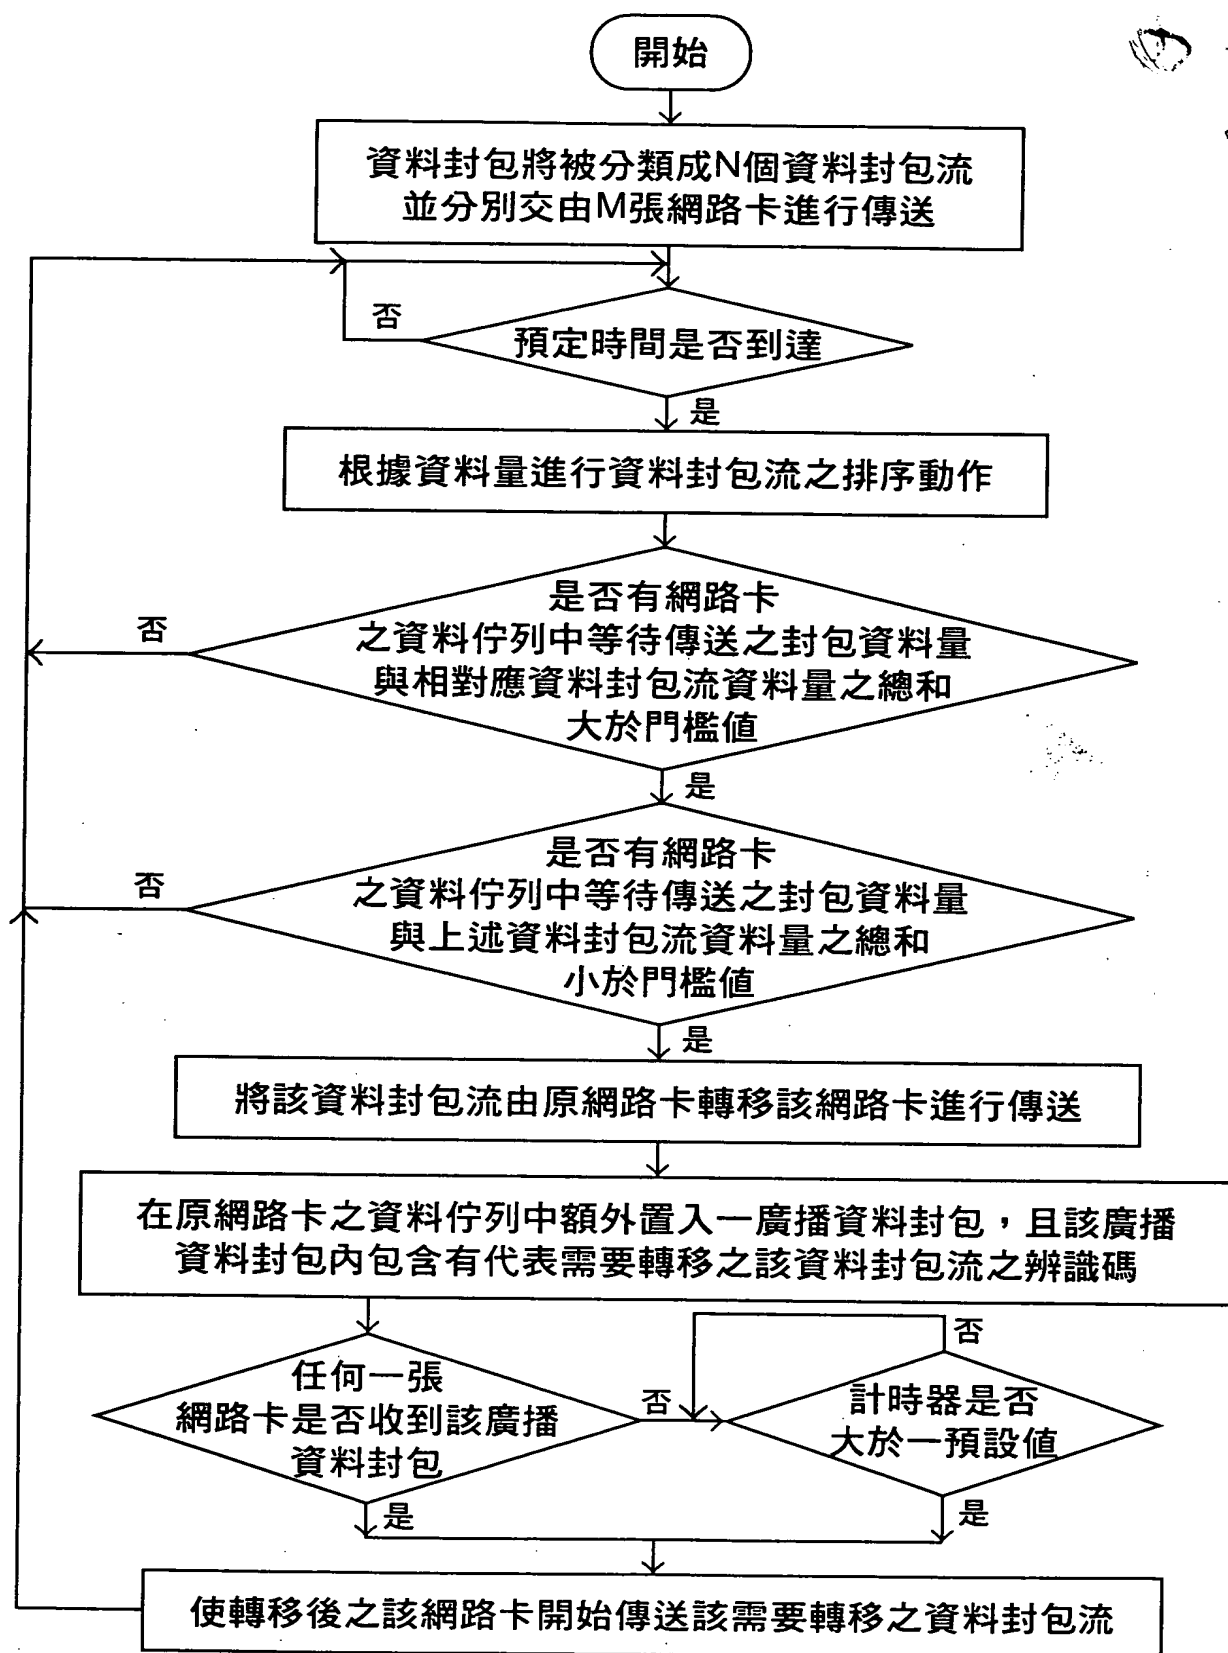 開始
資料封包將被分類成N個資料封包流
並分別交由M張網路卡進行傳送
否
預定時間是否到達
是
根據資料量進行資料封包流之排序動作
是否有網路卡
否
之資料佇列中等待傳送之封包資料量
與相對應資料封包流資料量之總和
大於門檻值
是
是否有網路卡
否
之資料佇列中等待傳送之封包資料量
與上述資料封包流資料量之總和
小於門檻值
是
將該資料封包流由原網路卡轉移該網路卡進行傳送
在原網路卡之資料佇列中額外置入一廣播資料封包，且該廣播
資料封包內包含有代表需要轉移之該資料封包流之辨識碼
否
任何一張
網路卡是否收到該廣播
資料封包
否
計時器是否
大於一預設值
是
是
使轉移後之該網路卡開始傳送該需要轉移之資料封包流